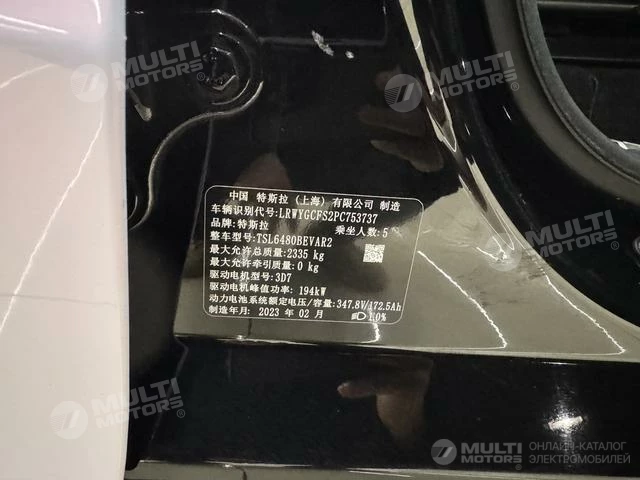 MULTI
MOTORS
MULTI
MOTORS
中国 特斯拉 (上海) 有限公司 制造
车辆识别代号:LRWYGCFS2PC753737
品牌:特斯拉 乘坐人数:5
整车型号:TSL6480BEVAR2
最大允许总质量:2335 kg
最大允许牵引质量:0 kg
驱动电机型号:3D7
驱动电机峰值功率: 194kW
动力电池系统额定电压/容量:347.8V/172.5Ah
制造年月: 2023 年 02 月 1.0%
MULTI
MOTORS
MULTI
MOTORS
MULTI
MOTORS
ОНЛАЙН-КАТАЛОГ
ЭЛЕКТРОМОБИЛЕЙ